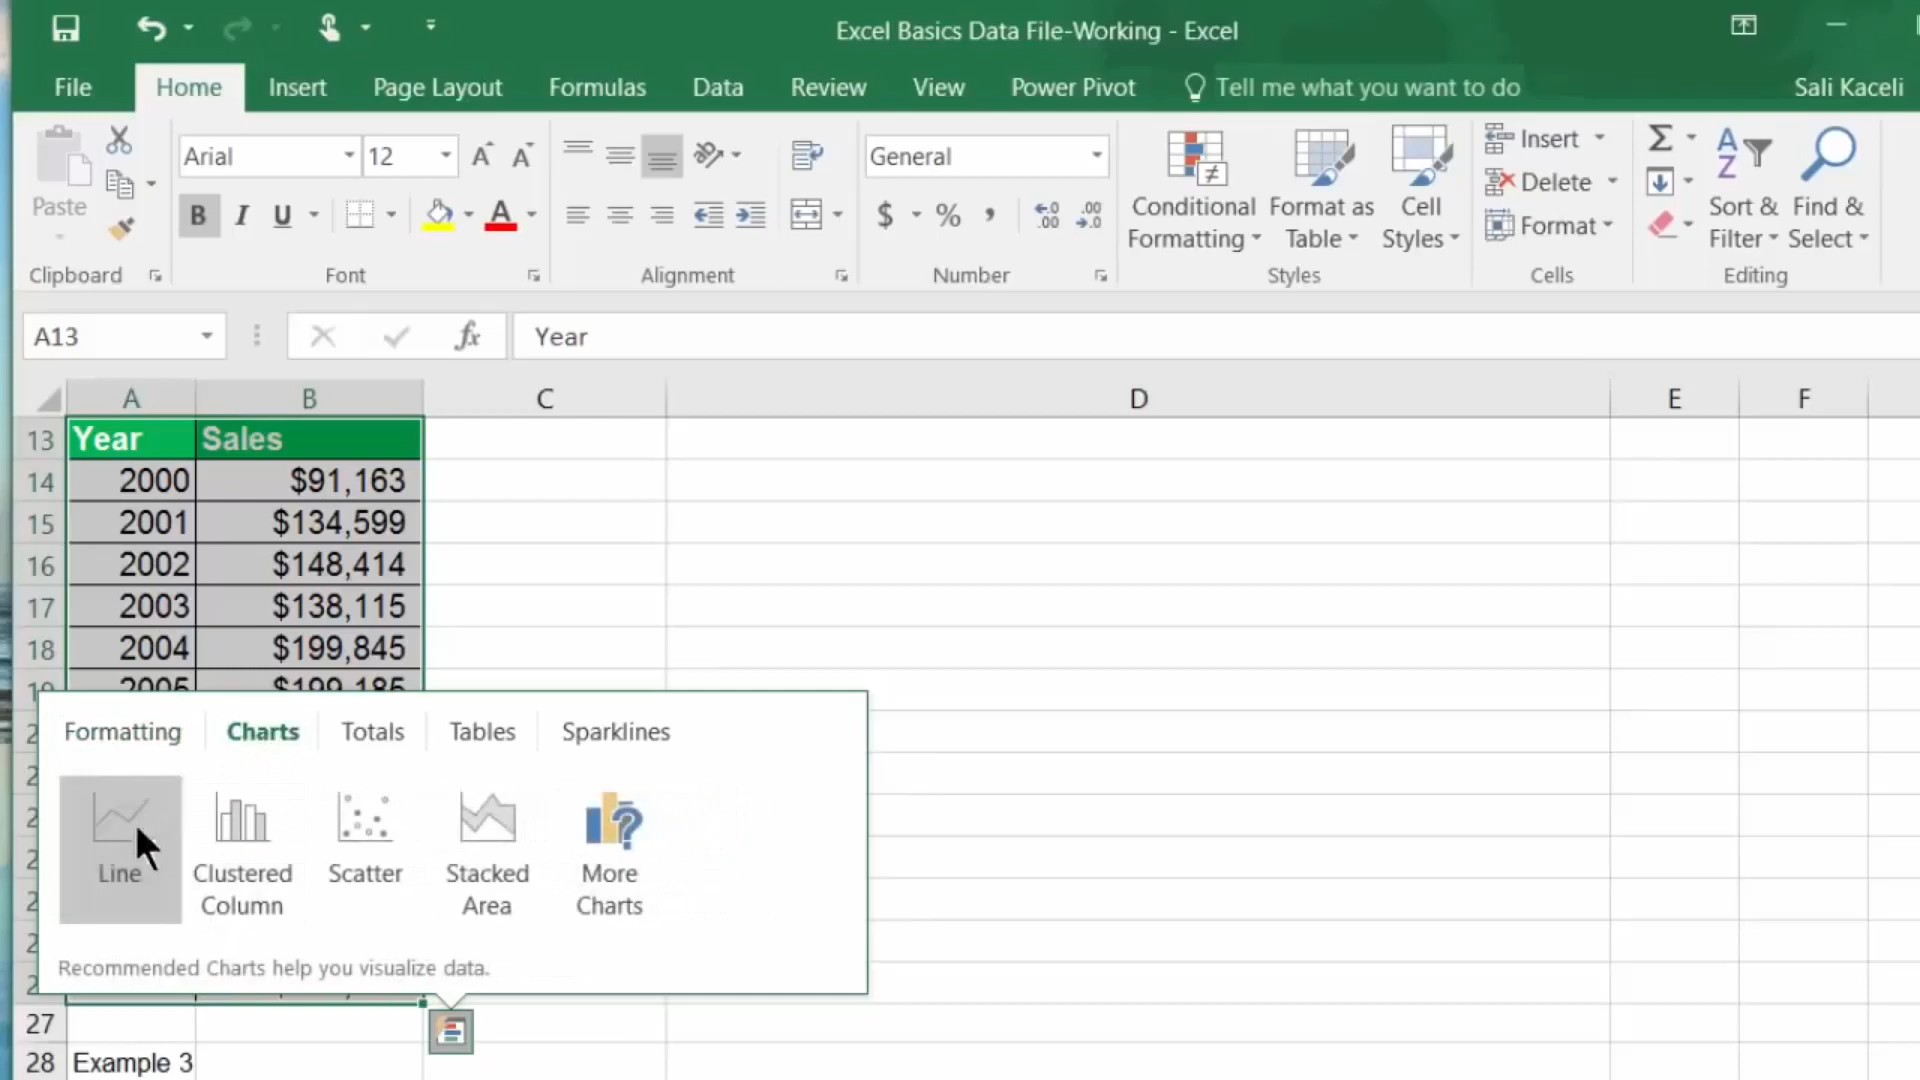 Excel Basics Data File-Working - Excel
File Home Insert Page Layout Formulas Data Review View Power Pivot Tell me what you want to do Sali Kaceli
Paste
Clipboard
Arial 12
B I U A
Font
Alignment
General
$ % ,
Number
Conditional Formatting
Format as Table
Cell Styles
Styles
Insert
Delete
Format
Cells
Sort & Filter
Find & Select
Editing
A13 fx Year
A B C D E F
13 Year Sales
14 2000 $91,163
15 2001 $134,599
16 2002 $148,414
17 2003 $138,115
18 2004 $199,845
19 2005 $199,185
Formatting Charts Totals Tables Sparklines
Line
Clustered Column
Scatter
Stacked Area
More Charts
Recommended Charts help you visualize data.
27
28 Example 3